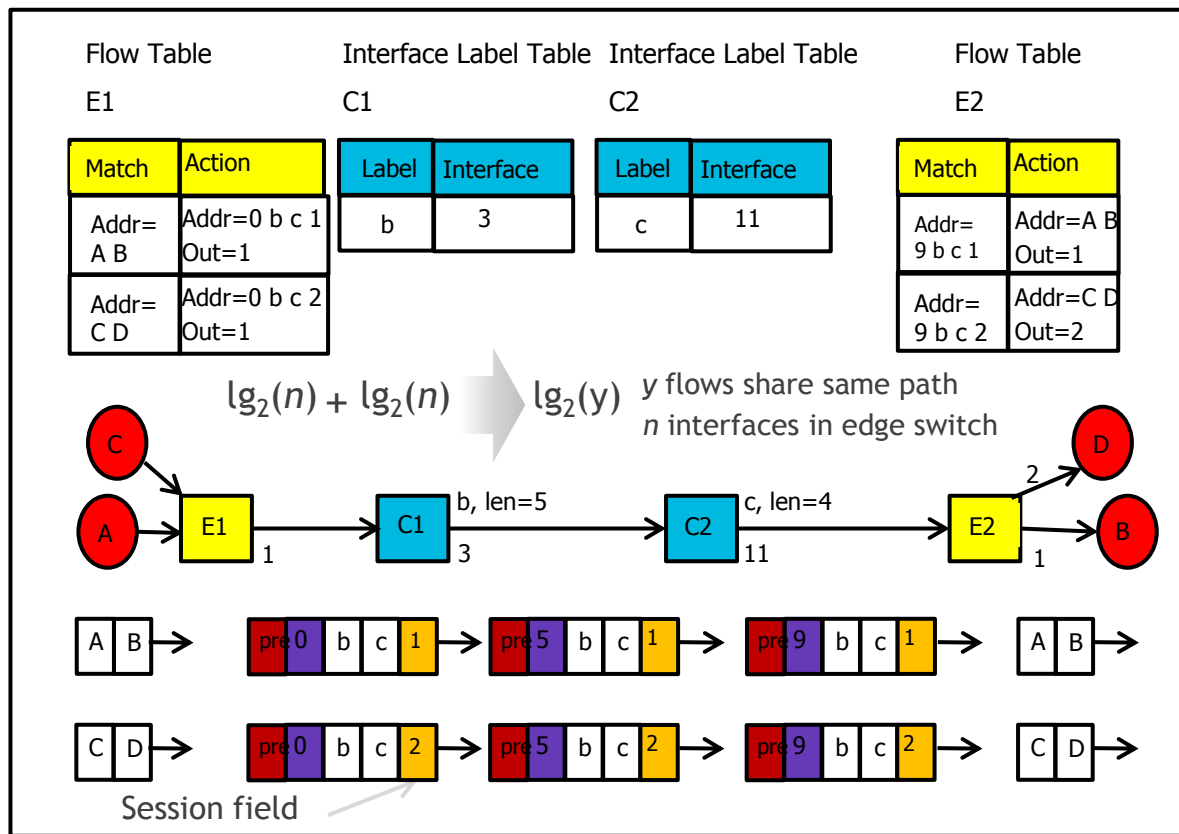 Flow Table
Interface Label Table
Interface Label Table
Flow Table
E1
C1
C2
E2
Match Action
Addr= A B
Addr=0 b c 1
Out=1
Addr= C D
Addr=0 b c 2
Out=1
Label Interface
b 3
Label Interface
c 11
Match Action
Addr= 9 b c 1
Addr=A B
Out=1
Addr= 9 b c 2
Addr=C D
Out=2
lg₂(n) + lg₂(n)
lg₂(y)
y flows share same path
n interfaces in edge switch
C
A
E1
1
C1
b, len=5
3
C2
c, len=4
11
E2
2
1
D
B
A B
pre 0 b c 1
pre 5 b c 1
pre 9 b c 1
A B
C D
pre 0 b c 2
pre 5 b c 2
pre 9 b c 2
C D
Session field